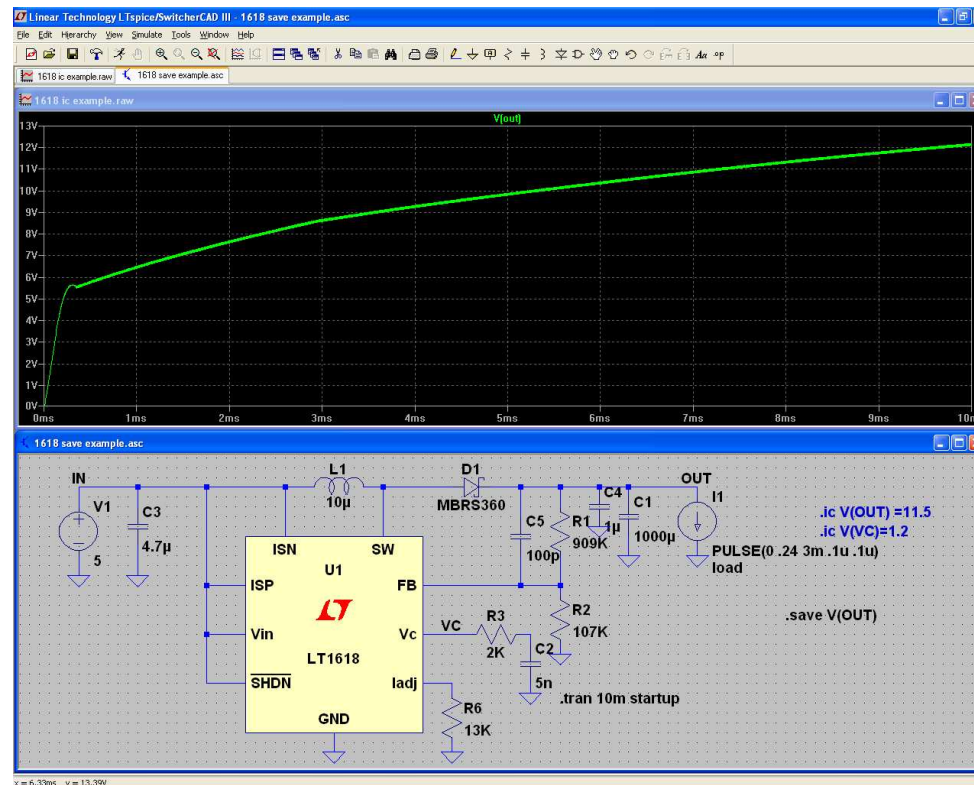 Linear Technology LTspice/SwitcherCAD III - 1618 save example.asc
File Edit Hierarchy View Simulate Tools Window Help
Aa .op
1618 ic example.raw 1618 save example.asc
1618 ic example.raw
V(out)
13V
12V
11V
10V
9V
8V
7V
6V
5V
4V
3V
2V
1V
0V
0ms 1ms 2ms 3ms 4ms 5ms 6ms 7ms 8ms 9ms 10m
1618 save example.asc
IN
V1
5
C3
4.7µ
L1
10µ
D1
MBRS360
C5
100p
R1
909K
C4
1µ
C1
1000µ
OUT
I1
PULSE(0 .24 3m .1u .1u)
load
.ic V(OUT) =11.5
.ic V(VC)=1.2
.save V(OUT)
ISN SW
U1
ISP FB
Vin Vc
LT1618
SHDN Iadj
GND
VC
R3
2K
C2
5n
R2
107K
R6
13K
.tran 10m startup
x = 6.33ms y = 13.39V